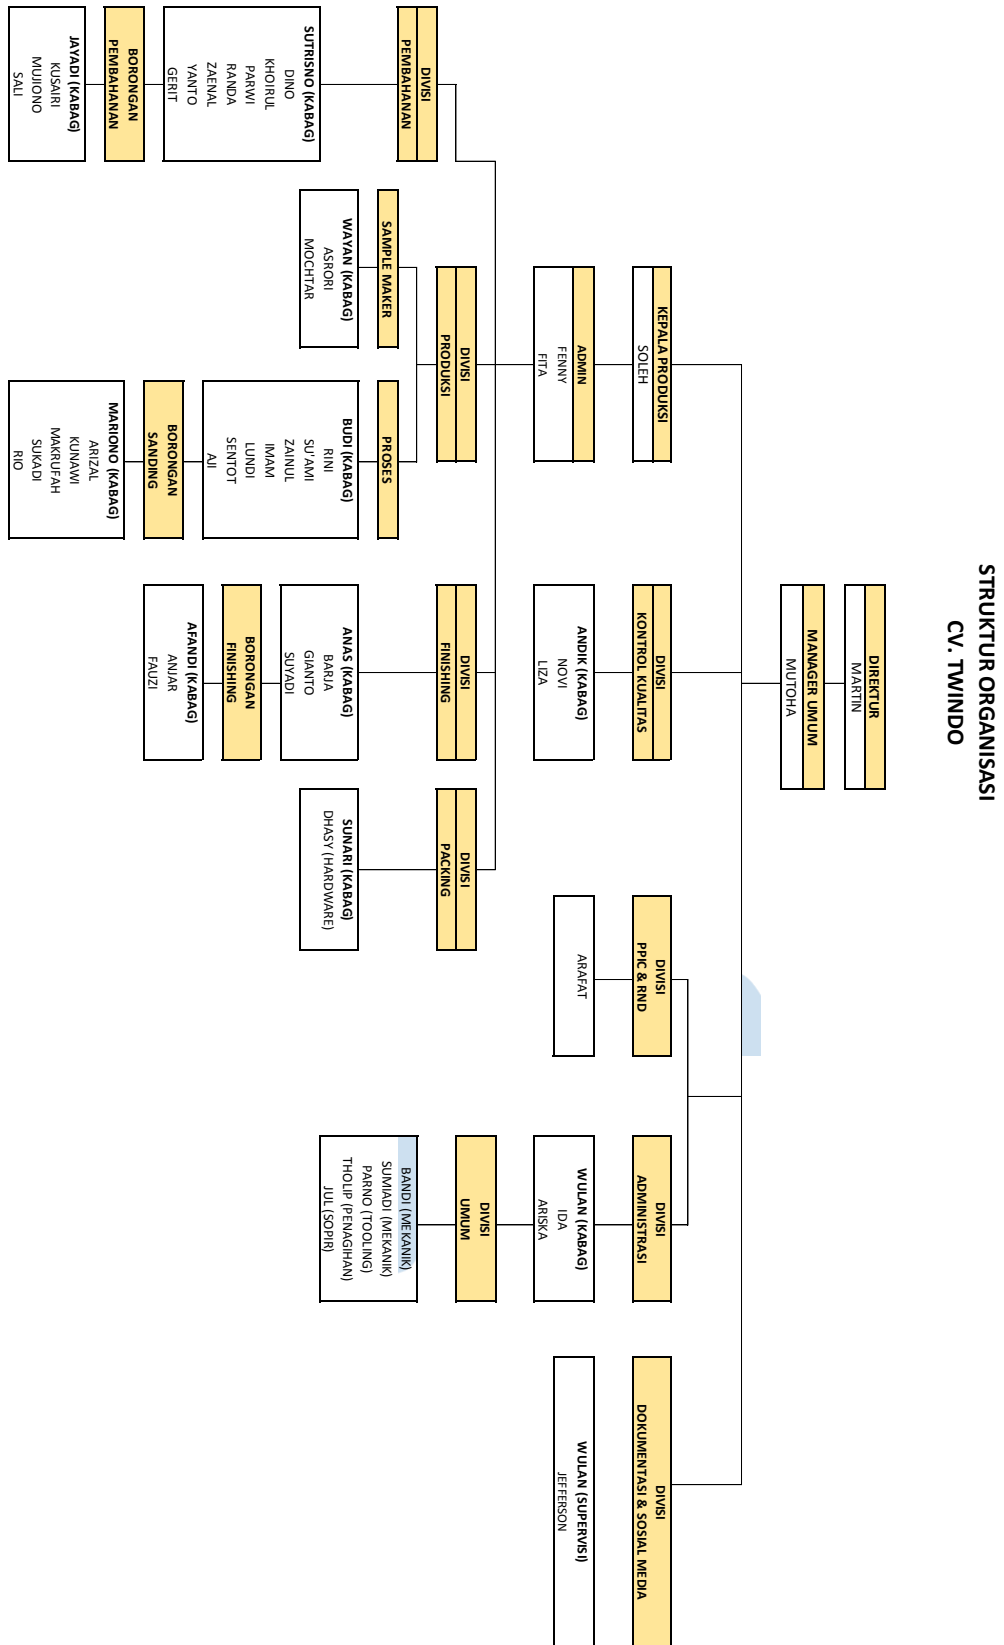 STRUKTUR ORGANISASI
CV. TWINDO
DIREKTUR
MARTIN
MANAGER UMUM
MUTOHA
KEPALA PRODUKSI
SOLEH
ADMIN
FENNY
FITA
DIVISI
KONTROL KUALITAS
ANDIK (KABAG)
NOVI
LIZA
DIVISI
PPIC & RND
ARAFAT
DIVISI
ADMINISTRASI
WULAN (KABAG)
IDA
ARISKA
DIVISI
UMUM
BANDI (MEKANIK)
SUMIADI (MEKANIK)
PARNO (TOOLING)
THOLIP (PENAGIHAN)
JUL (SOPIR)
DIVISI
DOKUMENTASI & SOSIAL MEDIA
WULAN (SUPERVISI)
JEFFERSON
DIVISI
PEMBAHANAN
SUTRISNO (KABAG)
DINO
KHOIRUL
PARWI
RANDA
ZAENAL
YANTO
GERIT
BORONGAN
PEMBAHANAN
JAYADI (KABAG)
KUSAIRI
MUJIONO
SALI
DIVISI
PRODUKSI
SAMPLE MAKER
WAYAN (KABAG)
ASRORI
MOCHTAR
PROSES
BUDI (KABAG)
RINI
SU'AMI
ZAINUL
IMAM
LUNDI
SENTOT
AJI
BORONGAN
SANDING
MARIONO (KABAG)
ARIZAL
KUNAWI
MAKRUFAH
SUKADI
RIO
DIVISI
FINISHING
ANAS (KABAG)
BARJA
GIANTO
SUYADI
BORONGAN
FINISHING
AFANDI (KABAG)
ANJAR
FAUZI
DIVISI
PACKING
SUNARI (KABAG)
DHASY (HARDWARE)